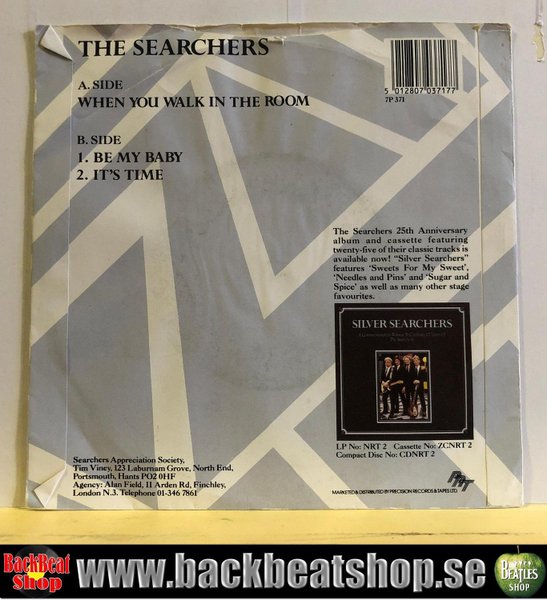 THE SEARCHERS
A. SIDE
WHEN YOU WALK IN THE ROOM
B. SIDE
1. BE MY BABY
2. IT'S TIME
5 012807 037177
7P 371
The Searchers 25th Anniversary
album and cassette featuring
twenty-five of their classic tracks is
available now! "Silver Searchers"
features 'Sweets For My Sweet',
'Needles and Pins' and 'Sugar and
Spice' as well as many other stage
favourites.
SILVER SEARCHERS
LP No: NRT 2 Cassette No: ZCNRT 2
Compact Disc No: CDNRT 2
Searchers Appreciation Society,
Tim Viney, 123 Laburnam Grove, North End,
Portsmouth, Hants PO2 0HF
Agency: Alan Field, 11 Arden Rd, Finchley,
London N.3. Telephone 01-346 7861
PRT
MARKETED & DISTRIBUTED BY PRECISION RECORDS & TAPES LTD.
BackBeat
Shop
www.backbeatshop.se
BEATLES
SHOP